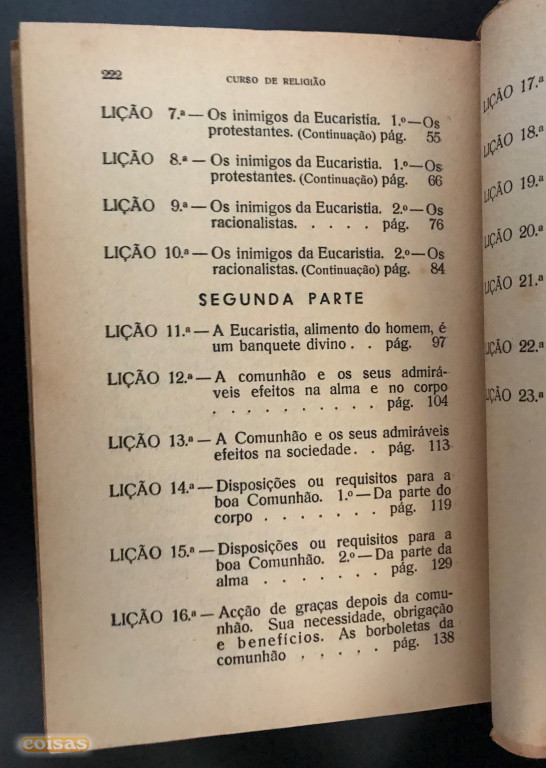 222
CURSO DE RELIGIÃO
LIÇÃO 7.ª — Os inimigos da Eucaristia. 1.º — Os
protestantes. (Continuação) pág. 55
LIÇÃO 8.ª — Os inimigos da Eucaristia. 1.º — Os
protestantes. (Continuação) pág. 66
LIÇÃO 9.ª — Os inimigos da Eucaristia. 2.º — Os
racionalistas. . . . . pág. 76
LIÇÃO 10.ª — Os inimigos da Eucaristia. 2.º — Os
racionalistas. (Continuação) pág. 84
SEGUNDA PARTE
LIÇÃO 11.ª — A Eucaristia, alimento do homem, é
um banquete divino . . pág. 97
LIÇÃO 12.ª — A comunhão e os seus admirá-
veis efeitos na alma e no corpo
. . . . . . . . . . pág. 104
LIÇÃO 13.ª — A Comunhão e os seus admiráveis
efeitos na sociedade. . pág. 113
LIÇÃO 14.ª — Disposições ou requisitos para a
boa Comunhão. 1.º — Da parte do
corpo . . . . . . . pág. 119
LIÇÃO 15.ª — Disposições ou requisitos para a
boa Comunhão. 2.º — Da parte da
alma . . . . . . . pág. 129
LIÇÃO 16.ª — Acção de graças depois da comu-
nhão. Sua necessidade, obrigação
e benefícios. As borboletas da
comunhão . . . . . pág. 138
LIÇÃO 17.ª
LIÇÃO 18.ª
LIÇÃO 19.ª
LIÇÃO 20.ª
LIÇÃO 21.ª
LIÇÃO 22.ª
LIÇÃO 23.ª
coisas